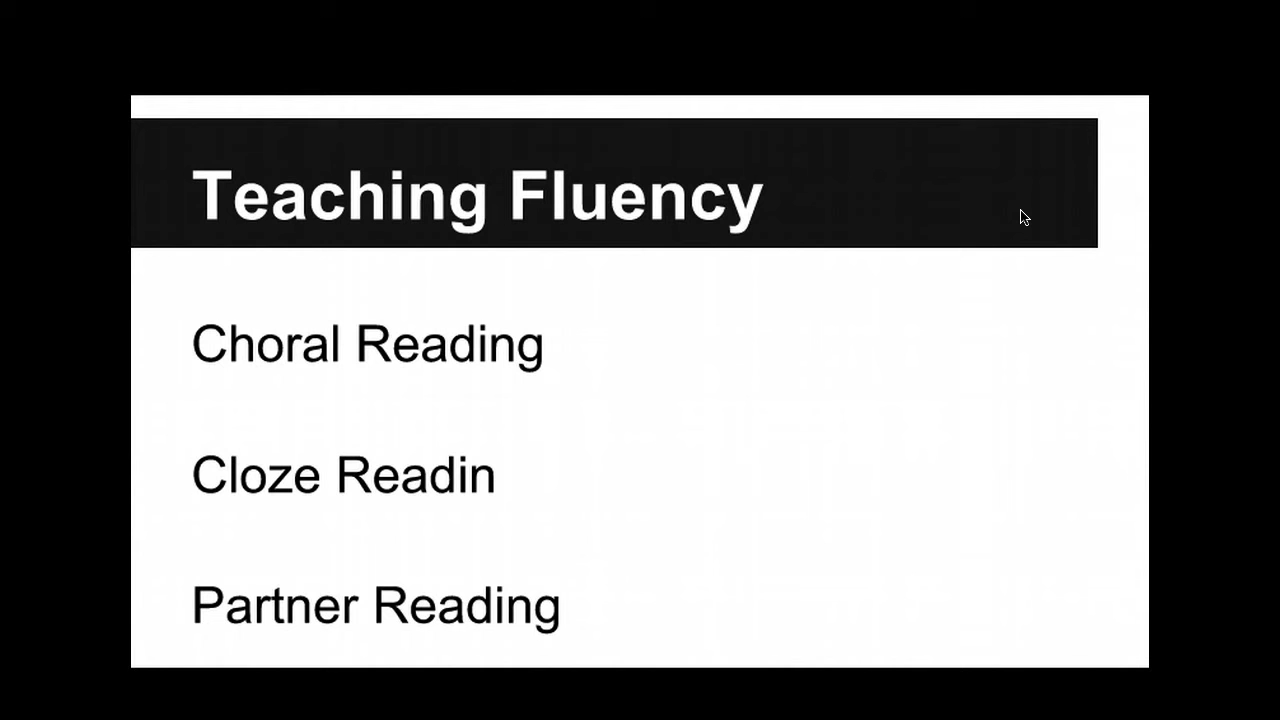 Teaching Fluency
Choral Reading
Cloze Readin
Partner Reading